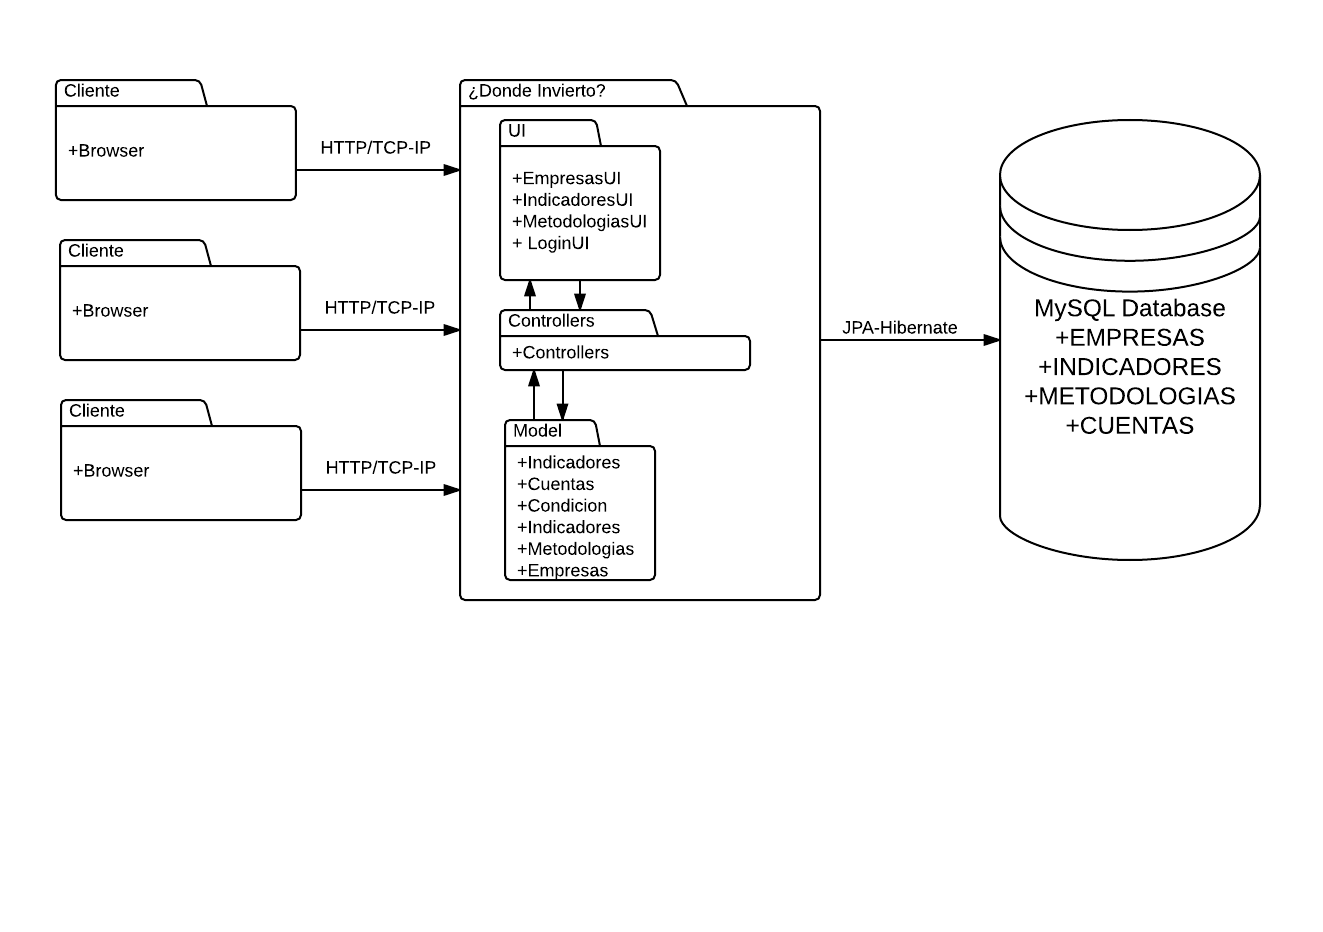 Cliente
+Browser
HTTP/TCP-IP
Cliente
+Browser
HTTP/TCP-IP
Cliente
+Browser
HTTP/TCP-IP
¿Donde Invierto?
UI
+EmpresasUI
+IndicadoresUI
+MetodologiasUI
+ LoginUI
Controllers
+Controllers
Model
+Indicadores
+Cuentas
+Condicion
+Indicadores
+Metodologias
+Empresas
JPA-Hibernate
MySQL Database
+EMPRESAS
+INDICADORES
+METODOLOGIAS
+CUENTAS